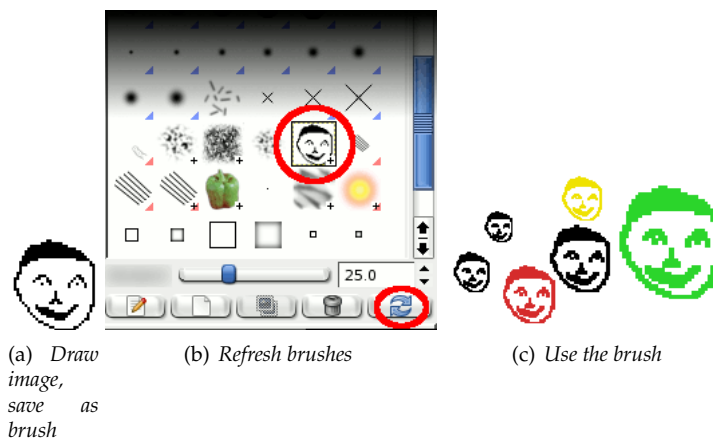 25.0
(a) Draw
image,
save as
brush
(b) Refresh brushes
(c) Use the brush